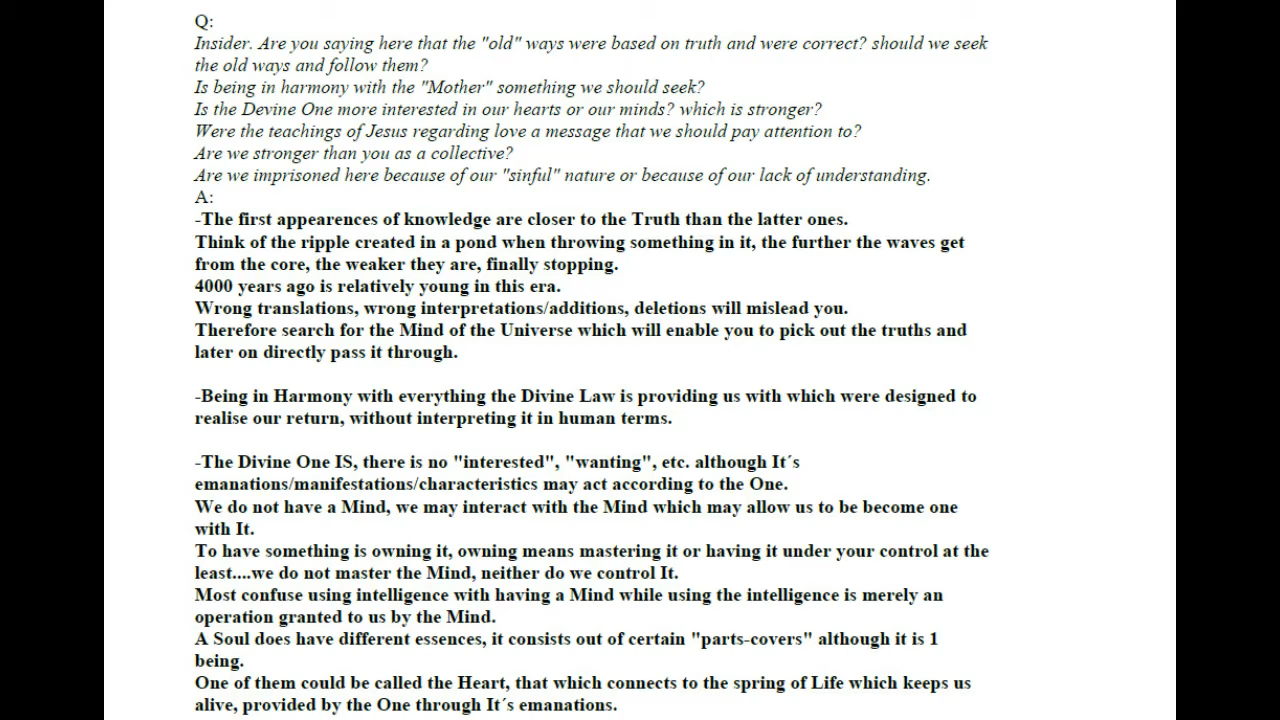 Q:
Insider. Are you saying here that the "old" ways were based on truth and were correct? should we seek
the old ways and follow them?
Is being in harmony with the "Mother" something we should seek?
Is the Devine One more interested in our hearts or our minds? which is stronger?
Were the teachings of Jesus regarding love a message that we should pay attention to?
Are we stronger than you as a collective?
Are we imprisoned here because of our "sinful" nature or because of our lack of understanding.
A:
-The first appearences of knowledge are closer to the Truth than the latter ones.
Think of the ripple created in a pond when throwing something in it, the further the waves get
from the core, the weaker they are, finally stopping.
4000 years ago is relatively young in this era.
Wrong translations, wrong interpretations/additions, deletions will mislead you.
Therefore search for the Mind of the Universe which will enable you to pick out the truths and
later on directly pass it through.
-Being in Harmony with everything the Divine Law is providing us with which were designed to
realise our return, without interpreting it in human terms.
-The Divine One IS, there is no "interested", "wanting", etc. although It´s
emanations/manifestations/characteristics may act according to the One.
We do not have a Mind, we may interact with the Mind which may allow us to be become one
with It.
To have something is owning it, owning means mastering it or having it under your control at the
least....we do not master the Mind, neither do we control It.
Most confuse using intelligence with having a Mind while using the intelligence is merely an
operation granted to us by the Mind.
A Soul does have different essences, it consists out of certain "parts-covers" although it is 1
being.
One of them could be called the Heart, that which connects to the spring of Life which keeps us
alive, provided by the One through It´s emanations.